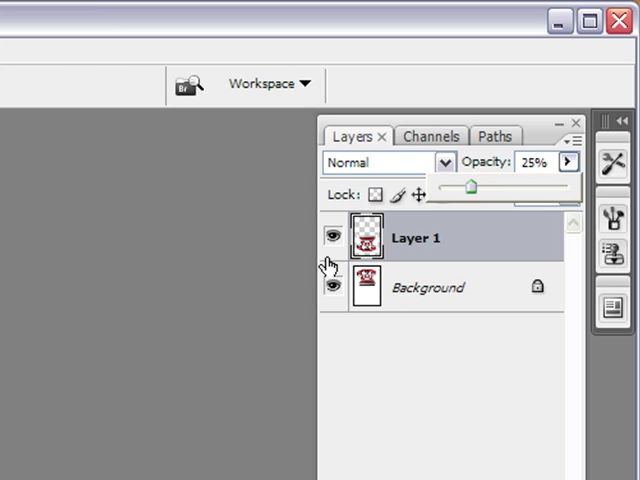 Br Workspace
Layers × Channels Paths
Normal Opacity: 25%
Lock:
Layer 1
Background